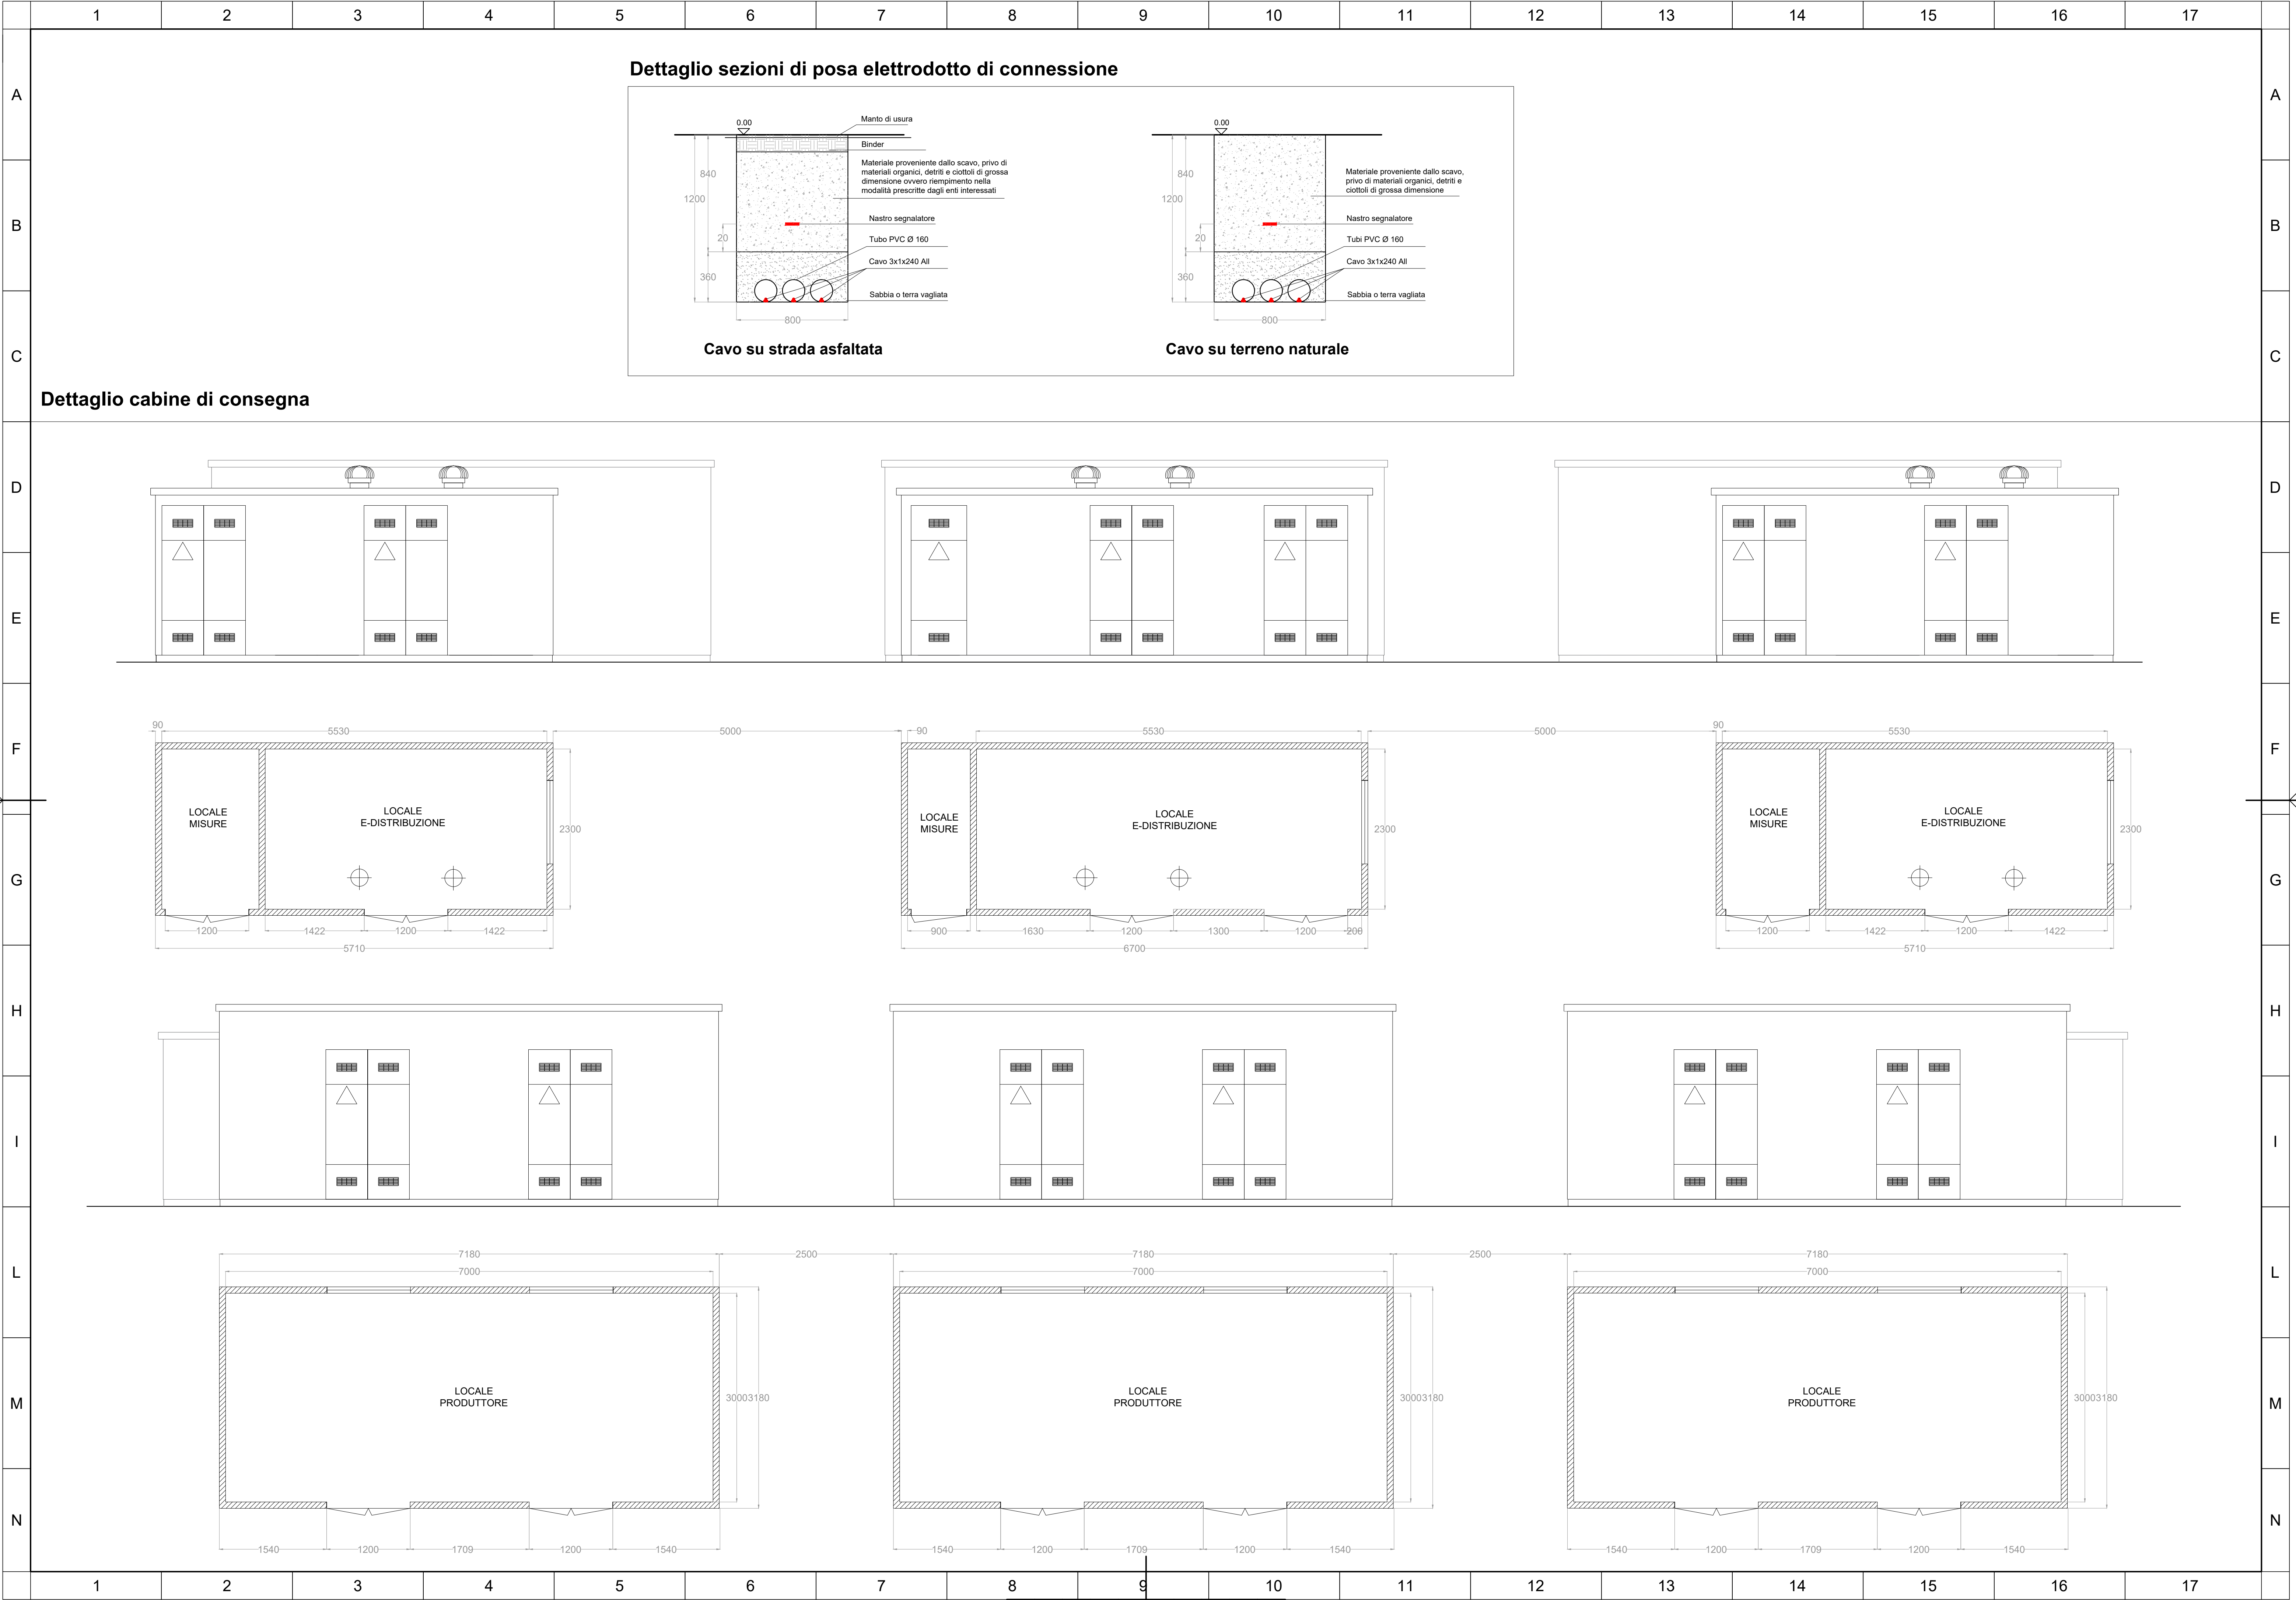 1 2 3 4 5 6 7 8 9 10 11 12 13 14 15 16 17
A A
Dettaglio sezioni di posa elettrodotto di connessione
0.00
Manto di usura
Binder
Materiale proveniente dallo scavo, privo di
materiali organici, detriti e ciottoli di grossa
dimensione ovvero riempimento nella
modalità prescritte dagli enti interessati
Nastro segnalatore
Tubo PVC Ø 160
Cavo 3x1x240 All
Sabbia o terra vagliata
840
1200
20
360
800
Cavo su strada asfaltata
0.00
Materiale proveniente dallo scavo,
privo di materiali organici, detriti e
ciottoli di grossa dimensione
Nastro segnalatore
Tubi PVC Ø 160
Cavo 3x1x240 All
Sabbia o terra vagliata
840
1200
20
360
800
Cavo su terreno naturale
B B
C C
Dettaglio cabine di consegna
D D
E E
F F
90 5530 5000 90 5530 5000 90 5530
LOCALE
MISURE
LOCALE
E-DISTRIBUZIONE
2300
LOCALE
MISURE
LOCALE
E-DISTRIBUZIONE
2300
LOCALE
MISURE
LOCALE
E-DISTRIBUZIONE
2300
G G
1200 1422 1200 1422 900 1630 1200 1300 1200 200 1200 1422 1200 1422
5710 6700 5710
H H
I I
7180 2500 7180 2500 7180
L L
7000 7000 7000
LOCALE
PRODUTTORE
3000 3180
LOCALE
PRODUTTORE
3000 3180
LOCALE
PRODUTTORE
3000 3180
M M
N N
1540 1200 1709 1200 1540 1540 1200 1709 1200 1540 1540 1200 1709 1200 1540
1 2 3 4 5 6 7 8 9 10 11 12 13 14 15 16 17